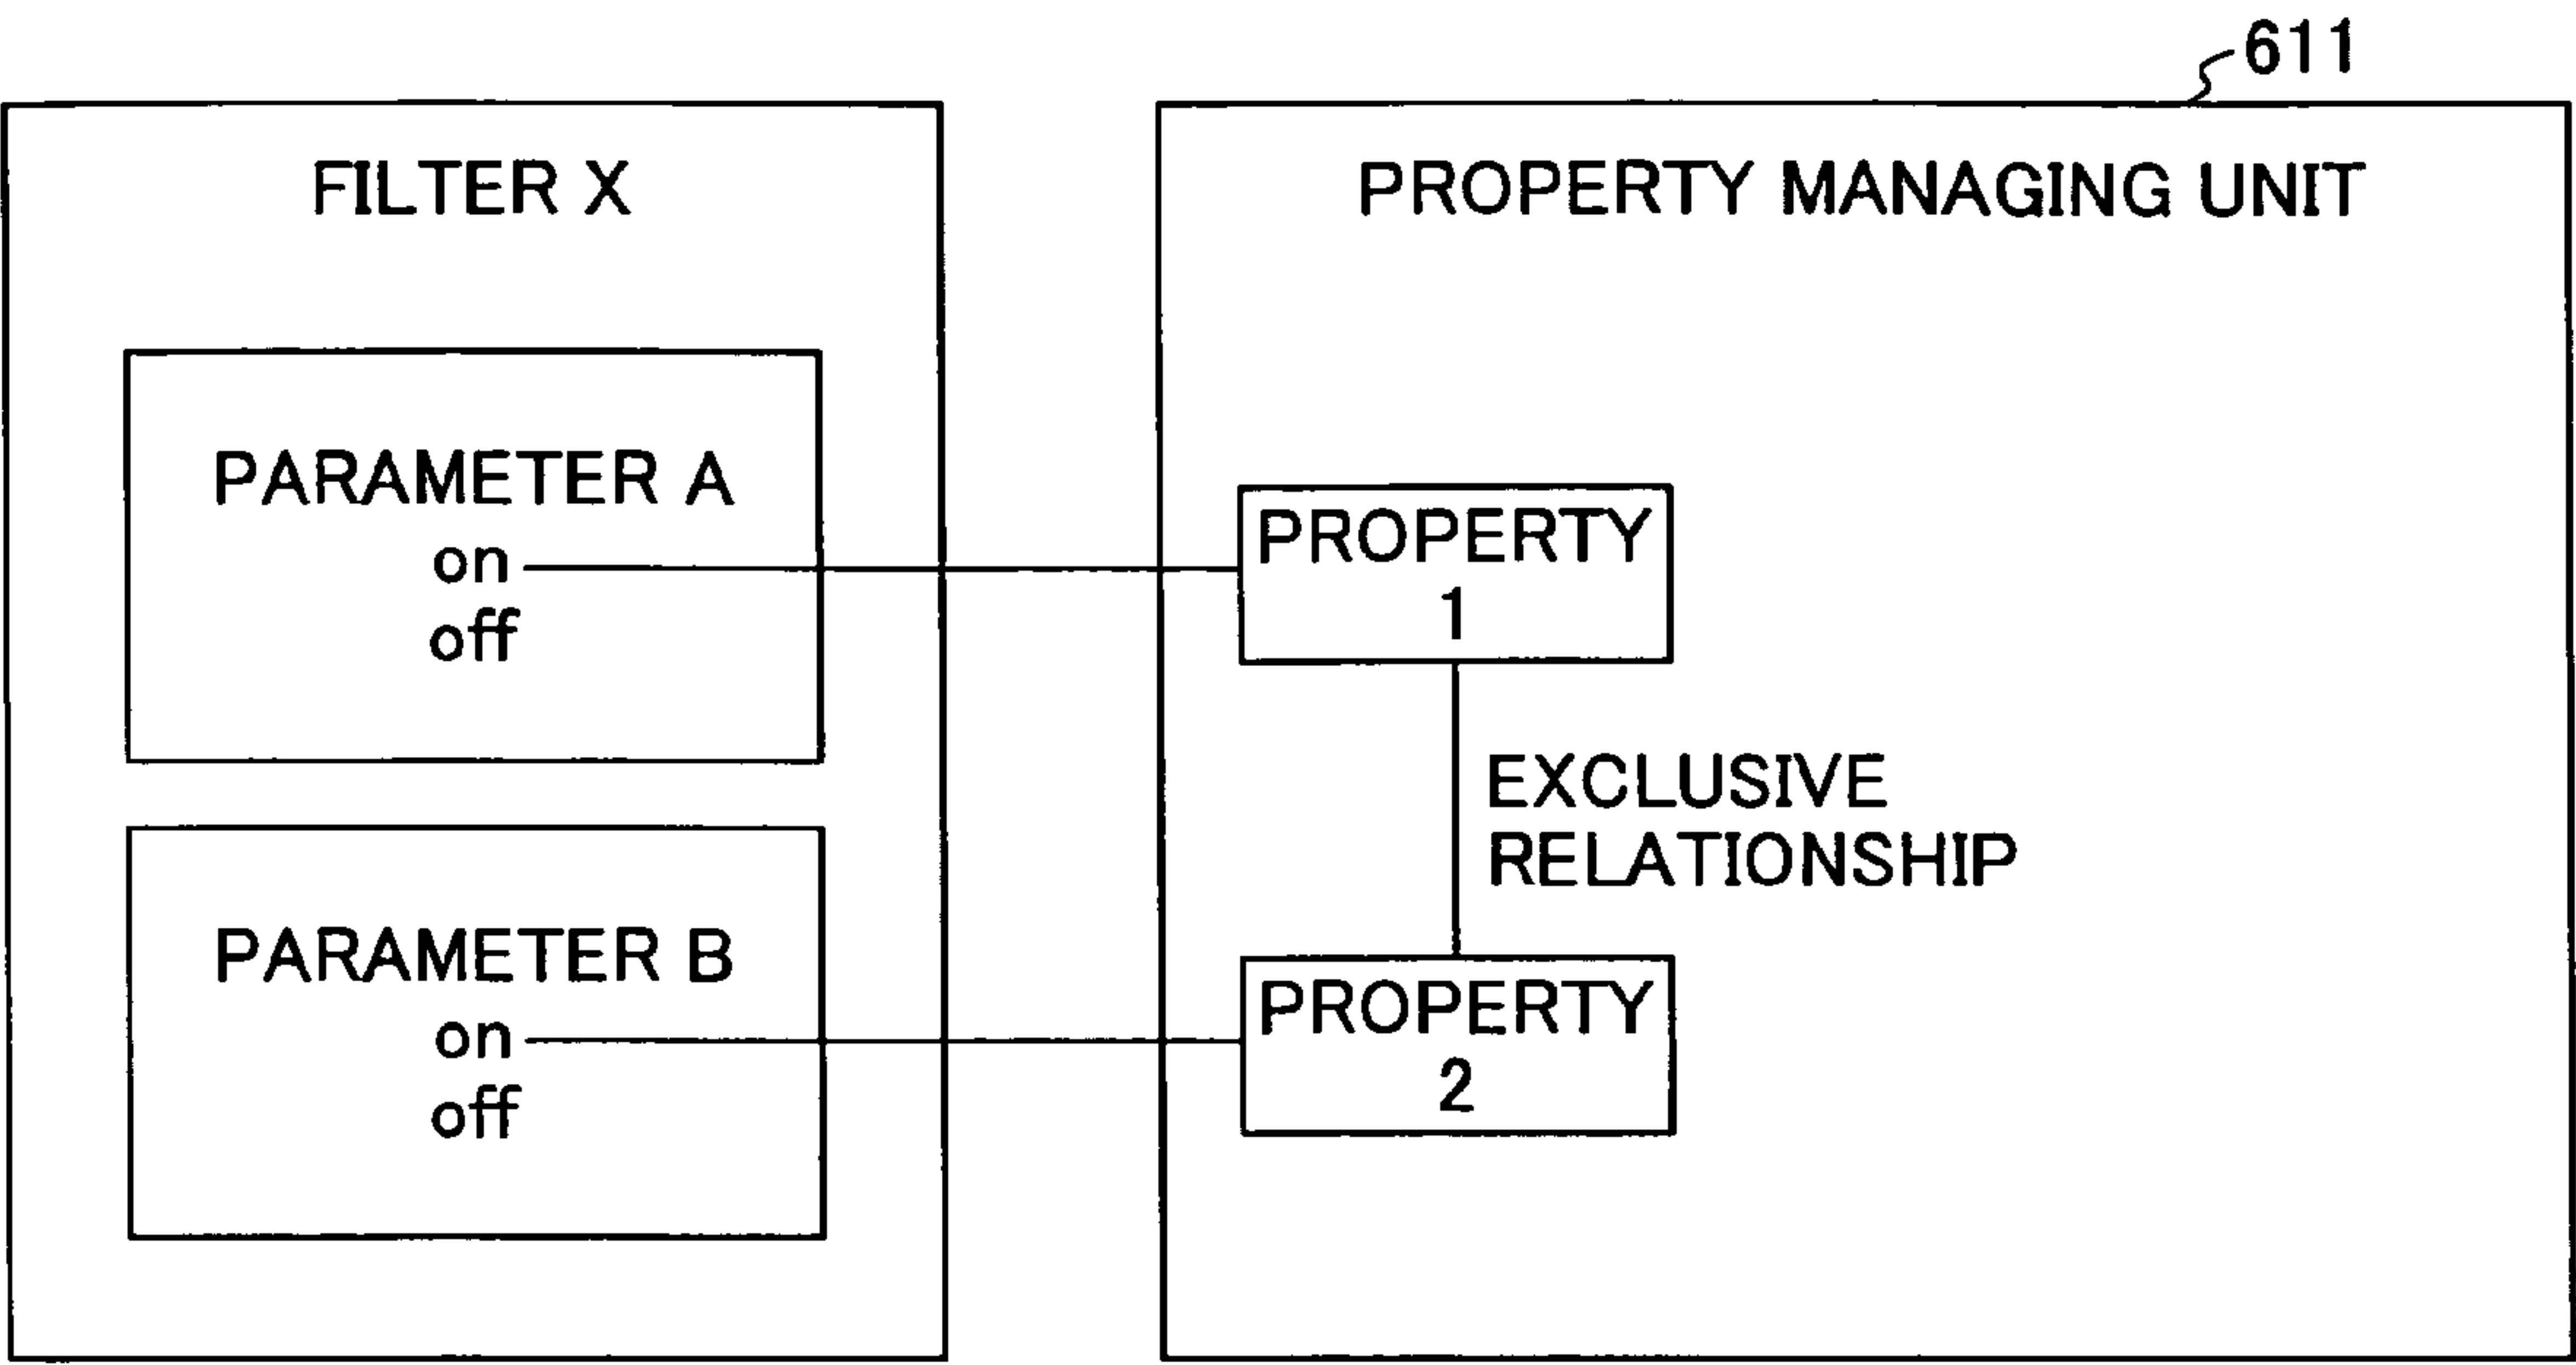 611
FILTER X
PARAMETER A
on
off
PARAMETER B
on
off
PROPERTY MANAGING UNIT
PROPERTY
1
EXCLUSIVE
RELATIONSHIP
PROPERTY
2